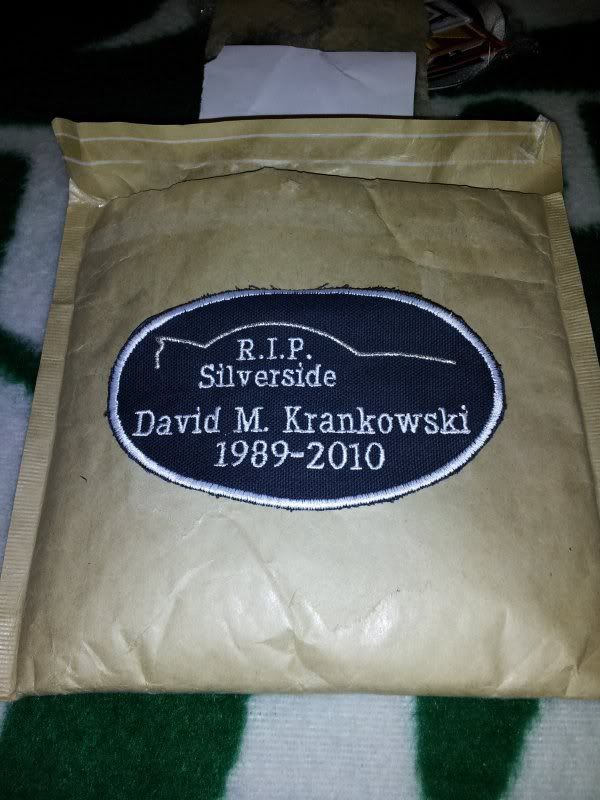 R.I.P.
Silverside
David M. Krankowski
1989-2010